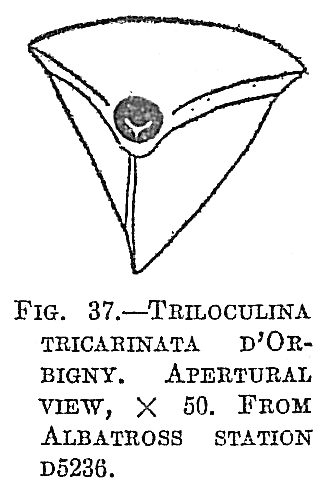 FIG. 37.—TRILOCULINA
TRICARINATA D'OR-
BIGNY. APERTURAL
VIEW, × 50. FROM
ALBATROSS STATION
D5236.